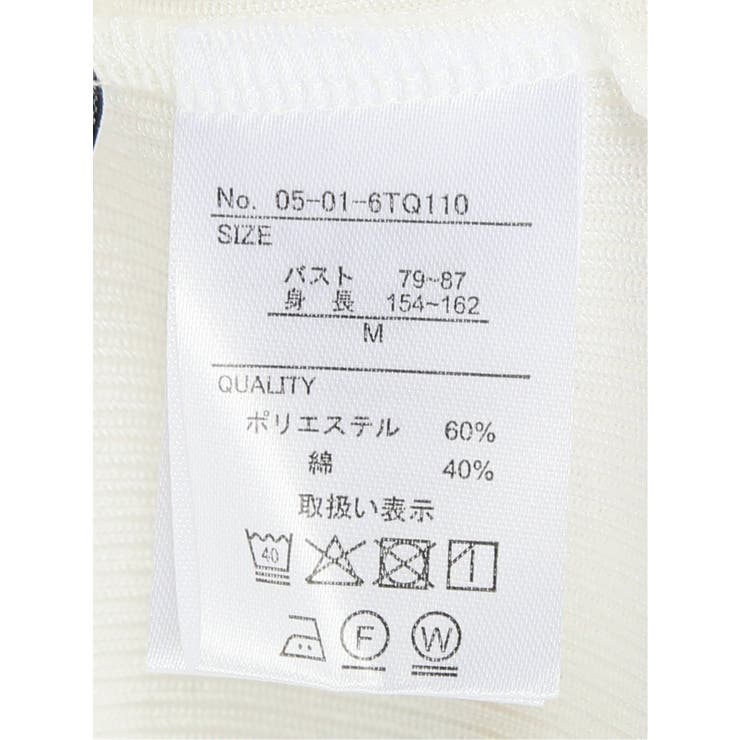 No. 05-01-6TQ110
SIZE
バスト 79~87
身長 154~162
M
QUALITY
ポリエステル 60%
綿 40%
取扱い表示
40
F W